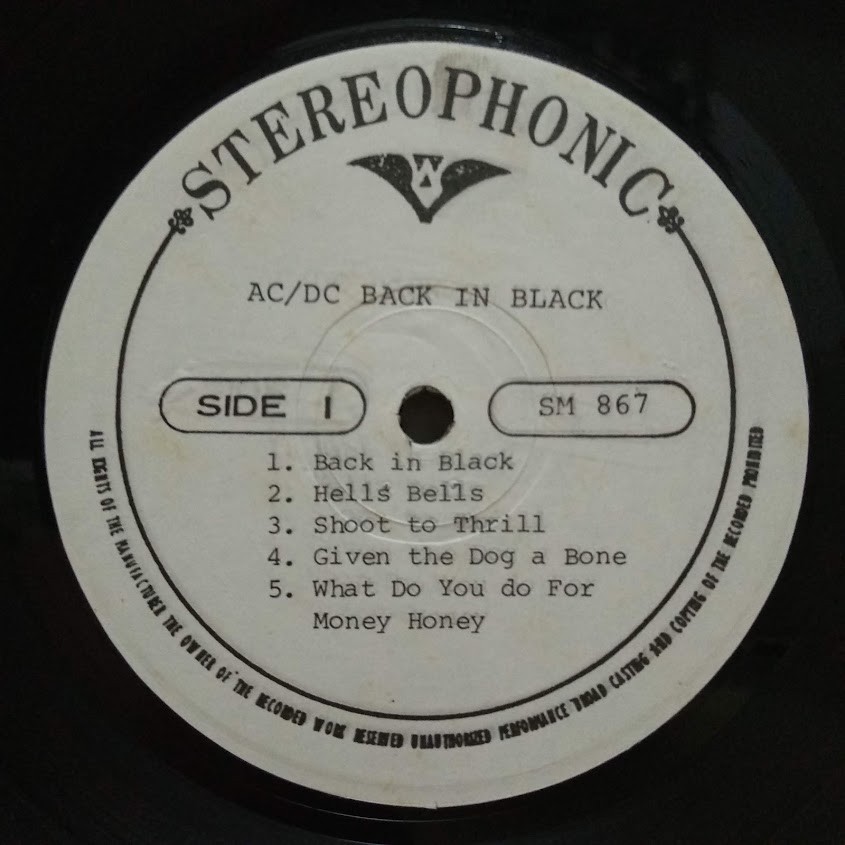 STEREOPHONIC
W
AC/DC BACK IN BLACK
SIDE 1
SM 867
1. Back in Black
2. Hells Bells
3. Shoot to Thrill
4. Given the Dog a Bone
5. What Do You do For
Money Honey
ALL RIGHTS OF THE MANUFACTURER THE OWNER OF THE RECORDED WORK RESERVED UNAUTHORIZED PERFORMANCE BROAD CASTING AND COPYING OF THE RECORDED PROHIBITED